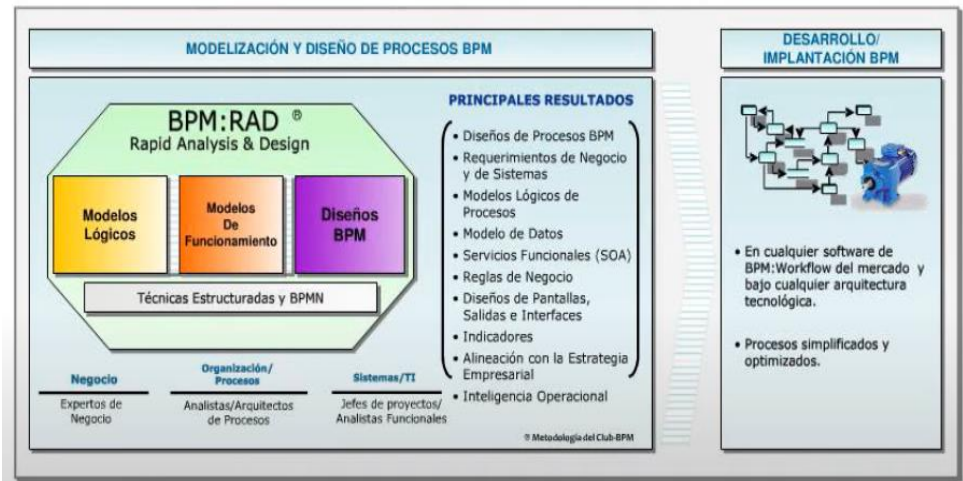 MODELIZACIÓN Y DISEÑO DE PROCESOS BPM
BPM:RAD ®
Rapid Analysis & Design
Modelos
Lógicos
Modelos
De
Funcionamiento
Diseños
BPM
Técnicas Estructuradas y BPMN
Negocio
Expertos de
Negocio
Organización/
Procesos
Analistas/Arquitectos
de Procesos
Sistemas/TI
Jefes de proyectos/
Analistas Funcionales
PRINCIPALES RESULTADOS
• Diseños de Procesos BPM
• Requerimientos de Negocio
y de Sistemas
• Modelos Lógicos de
Procesos
• Modelo de Datos
• Servicios Funcionales (SOA)
• Reglas de Negocio
• Diseños de Pantallas,
Salidas e Interfaces
• Indicadores
• Alineación con la Estrategia
Empresarial
• Inteligencia Operacional
® Metodología del Club-BPM
DESARROLLO/
IMPLANTACIÓN BPM
• En cualquier software de
BPM:Workflow del mercado y
bajo cualquier arquitectura
tecnológica.
• Procesos simplificados y
optimizados.